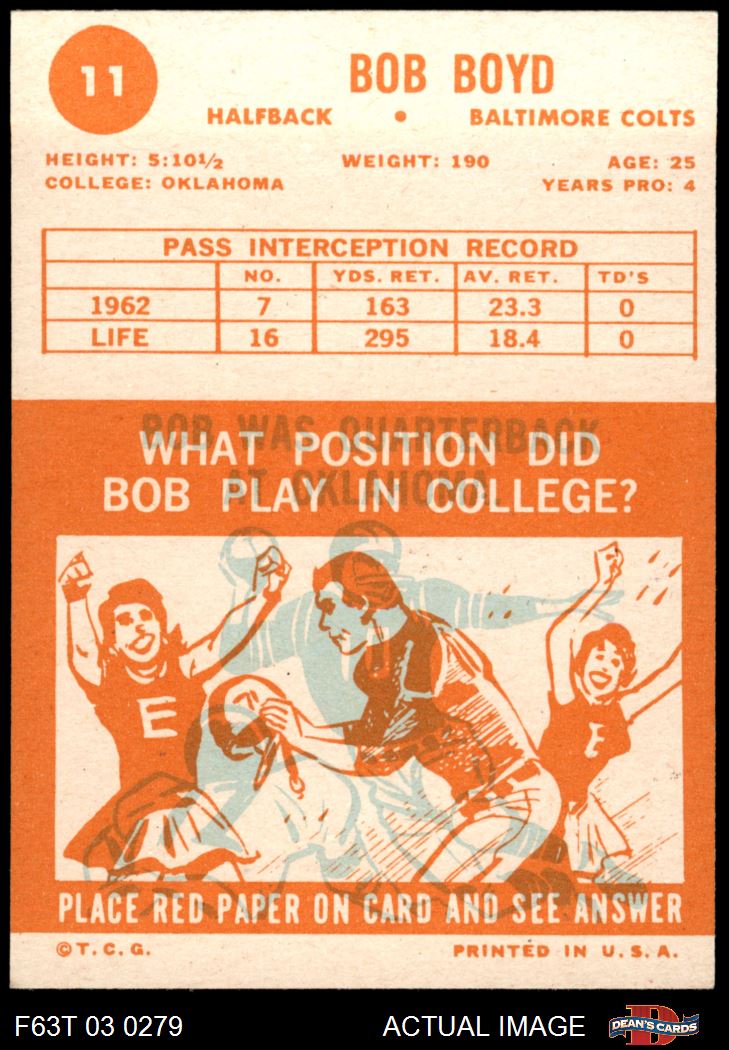 11
BOB BOYD
HALFBACK • BALTIMORE COLTS
HEIGHT: 5:10½ WEIGHT: 190 AGE: 25
COLLEGE: OKLAHOMA YEARS PRO: 4
PASS INTERCEPTION RECORD
NO. YDS. RET. AV. RET. TD'S
1962 7 163 23.3 0
LIFE 16 295 18.4 0
BOB WAS QUARTERBACK
AT OKLAHOMA.
WHAT POSITION DID
BOB PLAY IN COLLEGE?
E
E
PLACE RED PAPER ON CARD AND SEE ANSWER
©T.C.G. PRINTED IN U.S.A.
F63T 03 0279 ACTUAL IMAGE DEAN'S CARDS